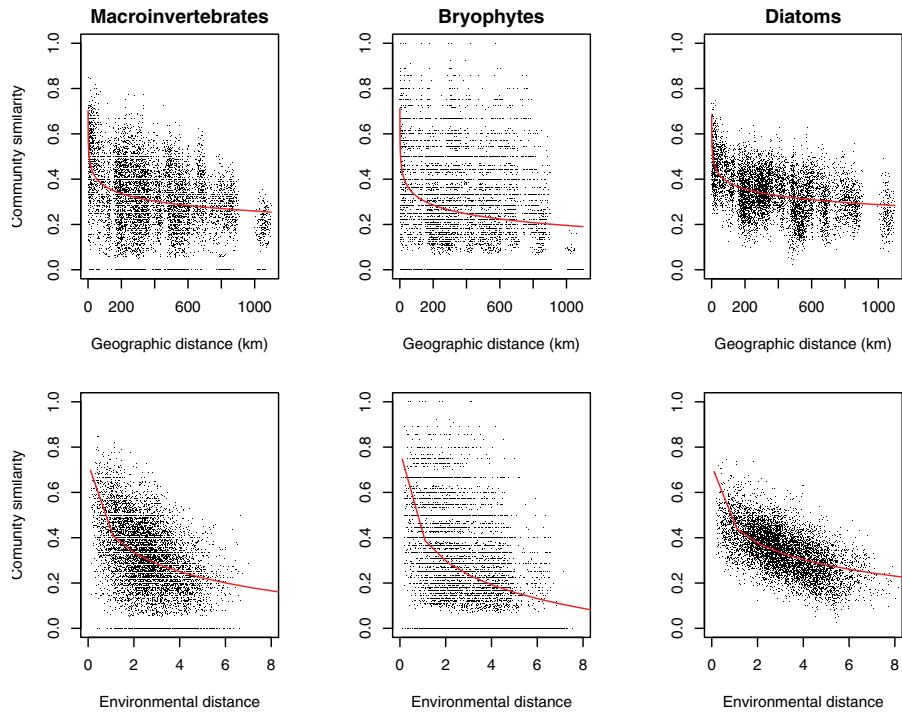 Macroinvertebrates Bryophytes Diatoms
Community similarity
0.0 0.2 0.4 0.6 0.8 1.0
0.0 0.2 0.4 0.6 0.8 1.0
0.0 0.2 0.4 0.6 0.8 1.0
0 200 600 1000
0 200 600 1000
0 200 600 1000
Geographic distance (km) Geographic distance (km) Geographic distance (km)
Community similarity
0.0 0.2 0.4 0.6 0.8 1.0
0.0 0.2 0.4 0.6 0.8 1.0
0.0 0.2 0.4 0.6 0.8 1.0
0 2 4 6 8
0 2 4 6 8
0 2 4 6 8
Environmental distance Environmental distance Environmental distance